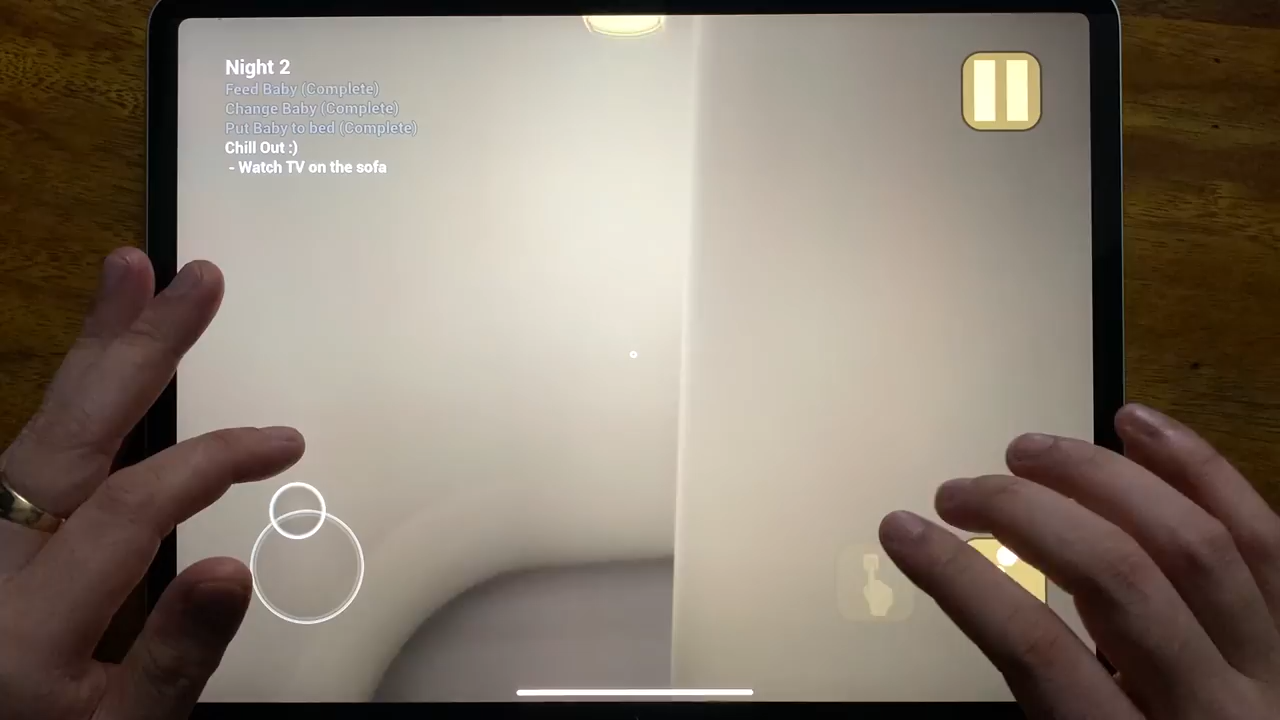 Night 2
Feed Baby (Complete)
Change Baby (Complete)
Put Baby to bed (Complete)
Chill Out :)
- Watch TV on the sofa